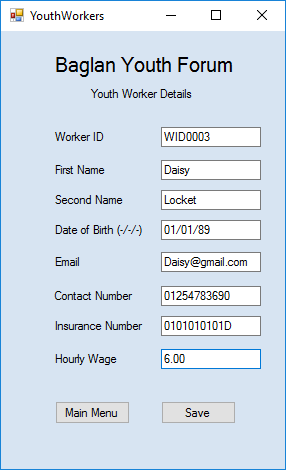 YouthWorkers
Baglan Youth Forum
Youth Worker Details
Worker ID WID0003
First Name Daisy
Second Name Locket
Date of Birth (-/-/-) 01/01/89
Email Daisy@gmail.com
Contact Number 01254783690
Insurance Number 0101010101D
Hourly Wage 6.00
Main Menu Save